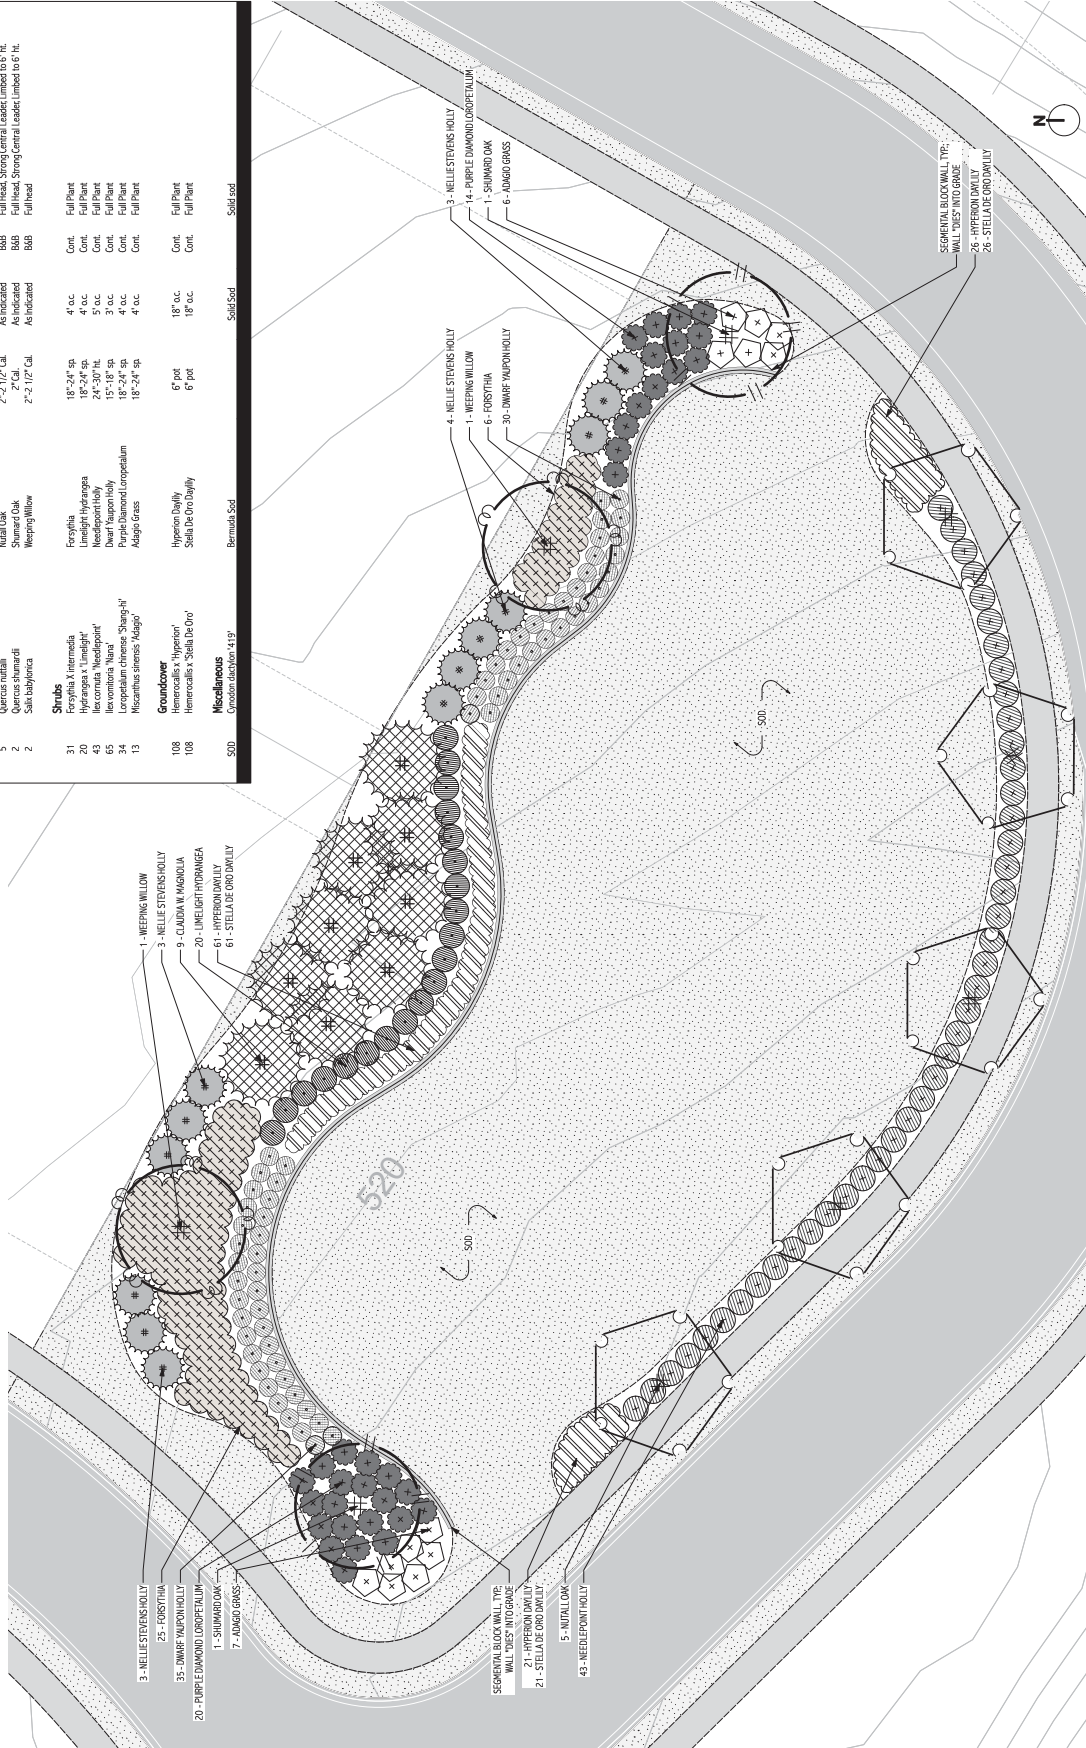 5 Nuttall Oak Quercus nuttalli 2"-2 1/2" Cal. As Indicated B&B Full Head, Strong Central Leader, Limbed to 6' ht.
2 Quercus shumardi Shumard Oak 2"Cal. As Indicated B&B Full Head, Strong Central Leader, Limbed to 6' ht.
2 Salix babylonica Weeping Willow 2"-2 1/2" Cal. As Indicated B&B Full head
Shrubs
31 Forsythia X intermedia Forsythia 18"-24" sp. 4' o.c. Cont. Full Plant
20 Hydrangea x 'Limelight' Limelight Hydrangea 18"-24" sp. 4' o.c. Cont. Full Plant
43 Ilex cornuta 'Needlepoint' Needlepoint Holly 24"-30" ht. 5' o.c. Cont. Full Plant
65 Ilex vomitoria 'Nana' Dwarf Yaupon Holly 15"-18" sp. 3' o.c. Cont. Full Plant
34 Loropetalum chinense 'Shang-hi' Purple Diamond Loropetalum 18"-24" sp. 4' o.c. Cont. Full Plant
13 Miscanthus sinensis 'Adagio' Adagio Grass 18"-24" sp. 4' o.c. Cont. Full Plant
Groundcover
108 Hemerocallis x 'Hyperion' Hyperion Daylily 6" pot 18" o.c. Cont. Full Plant
108 Hemerocallis x 'Stella De Oro' Stella De Oro Daylily 6" pot 18" o.c. Cont. Full Plant
Miscellaneous
SOD Cynodon dactylon '419' Bermuda Sod Solid Sod Solid sod
3 - NELLIE STEVENS HOLLY
25 - FORSYTHIA
35 - DWARF YAUPON HOLLY
20 - PURPLE DIAMOND LOROPETALUM
1 - SHUMARD OAK
7 - ADAGIO GRASS
1 - WEEPING WILLOW
3 - NELLIE STEVENS HOLLY
9 - CLAUDIA W. MAGNOLIA
20 - LIMELIGHT HYDRANGEA
61 - HYPERION DAYLILY
61 - STELLA DE ORO DAYLILY
4 - NELLIE STEVENS HOLLY
1 - WEEPING WILLOW
6 - FORSYTHIA
30 - DWARF YAUPON HOLLY
3 - NELLIE STEVENS HOLLY
14 - PURPLE DIAMOND LOROPETALUM
1 - SHUMARD OAK
6 - ADAGIO GRASS
520
SOD
SOD
SEGMENTAL BLOCK WALL, TYP.;
WALL "DIES" INTO GRADE
21 - HYPERION DAYLILY
21 - STELLA DE ORO DAYLILY
5 - NUTALL OAK
43 - NEEDLEPOINT HOLLY
SEGMENTAL BLOCK WALL, TYP.;
WALL "DIES" INTO GRADE
26 - HYPERION DAYLILY
26 - STELLA DE ORO DAYLILY
N